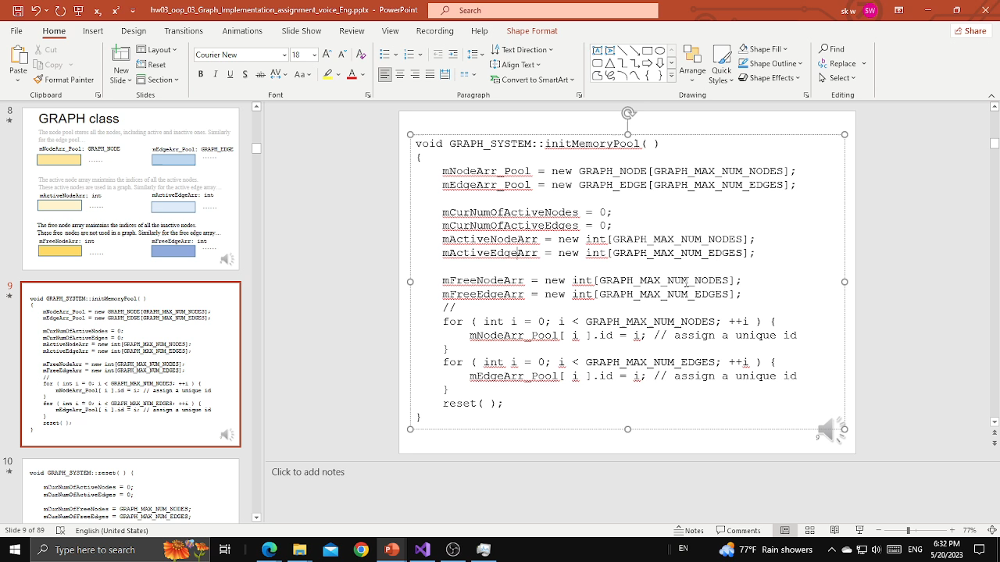 hw03_oop_03_Graph_Interpretation_student_voice_Eng.pptx - PowerPoint
Search
sk w
SW
File
Home
Insert
Design
Transitions
Animations
Slide Show
Review
View
Recording
Help
Shape Format
Share
Paste
Cut
Copy
Format Painter
Clipboard
New
Slide
Layout
Reset
Section
Slides
Courier New
18
Font
Text Direction
Align Text
Convert to SmartArt
Paragraph
Arrange
Quick
Styles
Shape Fill
Shape Outline
Shape Effects
Drawing
Find
Replace
Select
Editing
8
GRAPH class
The node pool stores all the nodes, including active and inactive ones. Similarly
for the edge pool…
mNodeArr_Pool: GRAPH_NODE
mEdgeArr_Pool: GRAPH_EDGE
......
......
The active node array maintains the indices of all the active nodes.
These active nodes are used in a graph. Similarly for the active edge array…
mActiveNodeArr: int
mActiveEdgeArr: int
......
......
The free node array maintains the indices of all the inactive nodes.
These free nodes are not used in a graph. Similarly for the free edge array…
mFreeNodeArr: int
mFreeEdgeArr: int
......
......
9
void GRAPH_SYSTEM::initMemoryPool( )
{
mNodeArr_Pool = new GRAPH_NODE[GRAPH_MAX_NUM_NODES];
mEdgeArr_Pool = new GRAPH_EDGE[GRAPH_MAX_NUM_EDGES];
mCurNumOfActiveNodes = 0;
mCurNumOfActiveEdges = 0;
mActiveNodeArr = new int[GRAPH_MAX_NUM_NODES];
mActiveEdgeArr = new int[GRAPH_MAX_NUM_EDGES];
mFreeNodeArr = new int[GRAPH_MAX_NUM_NODES];
mFreeEdgeArr = new int[GRAPH_MAX_NUM_EDGES];
//
for ( int i = 0; i < GRAPH_MAX_NUM_NODES; ++i ) {
mNodeArr_Pool[ i ].id = i; // assign a unique id
}
for ( int i = 0; i < GRAPH_MAX_NUM_EDGES; ++i ) {
mEdgeArr_Pool[ i ].id = i; // assign a unique id
}
reset( );
}
10
void GRAPH_SYSTEM::reset( ) {
mCurNumOfActiveNodes = 0;
mCurNumOfActiveEdges = 0;
mCurNumOfFreeNodes = GRAPH_MAX_NUM_NODES;
mCurNumOfFreeEdges = GRAPH_MAX_NUM_EDGES;
void GRAPH_SYSTEM::initMemoryPool( )
{
mNodeArr_Pool = new GRAPH_NODE[GRAPH_MAX_NUM_NODES];
mEdgeArr_Pool = new GRAPH_EDGE[GRAPH_MAX_NUM_EDGES];
mCurNumOfActiveNodes = 0;
mCurNumOfActiveEdges = 0;
mActiveNodeArr = new int[GRAPH_MAX_NUM_NODES];
mActiveEdgeArr = new int[GRAPH_MAX_NUM_EDGES];
mFreeNodeArr = new int[GRAPH_MAX_NUM_NODES];
mFreeEdgeArr = new int[GRAPH_MAX_NUM_EDGES];
//
for ( int i = 0; i < GRAPH_MAX_NUM_NODES; ++i ) {
mNodeArr_Pool[ i ].id = i; // assign a unique id
}
for ( int i = 0; i < GRAPH_MAX_NUM_EDGES; ++i ) {
mEdgeArr_Pool[ i ].id = i; // assign a unique id
}
reset( );
}
9
Click to add notes
Slide 9 of 89
English (United States)
Notes
Comments
77%
Type here to search
EN
77°F Rain showers
ENG
6:32 PM
5/20/2023